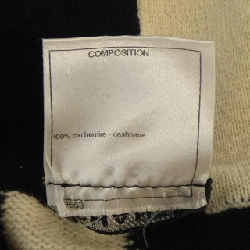 COMPOSITION
100% cachemire - cashmere